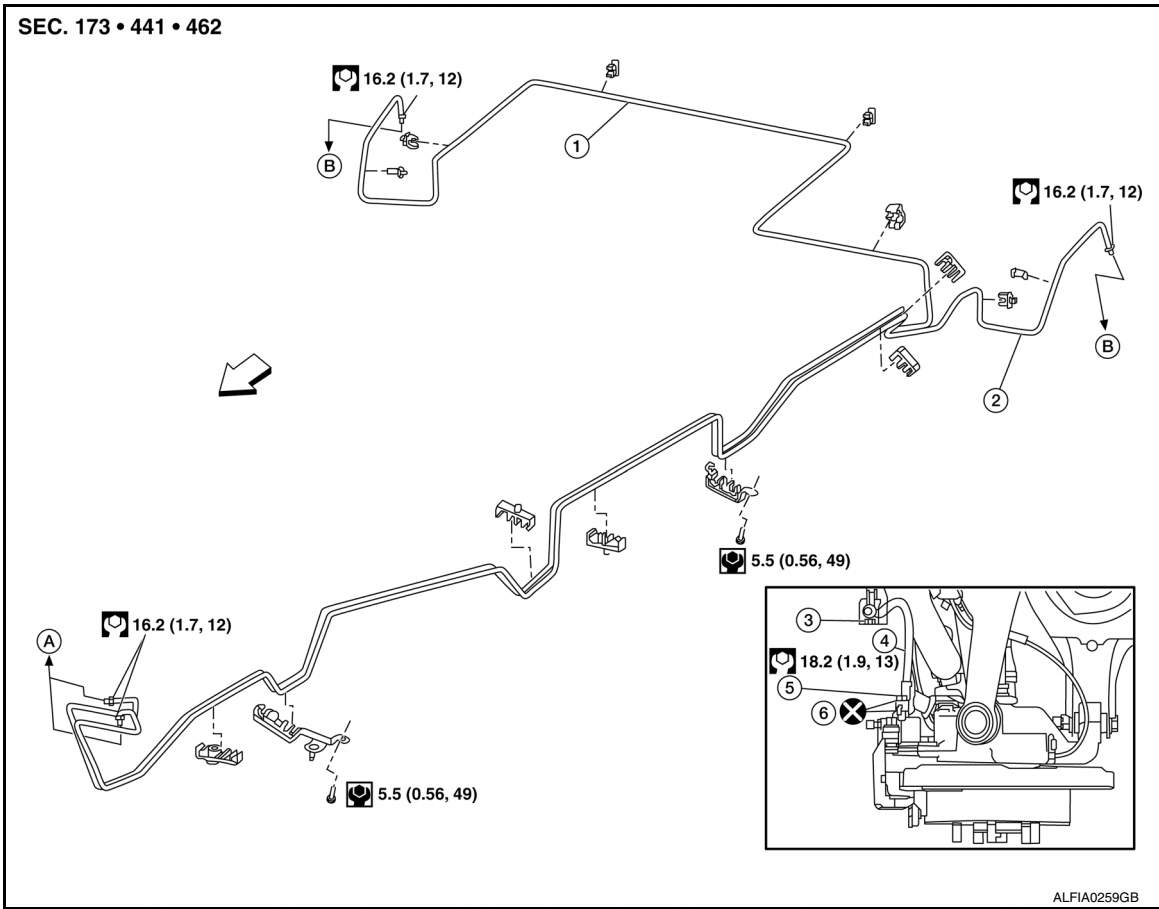 SEC. 173 • 441 • 462
16.2 (1.7, 12)
B
1
16.2 (1.7, 12)
B
2
5.5 (0.56, 49)
A
16.2 (1.7, 12)
5.5 (0.56, 49)
3
4
18.2 (1.9, 13)
5
6
ALFIA0259GB